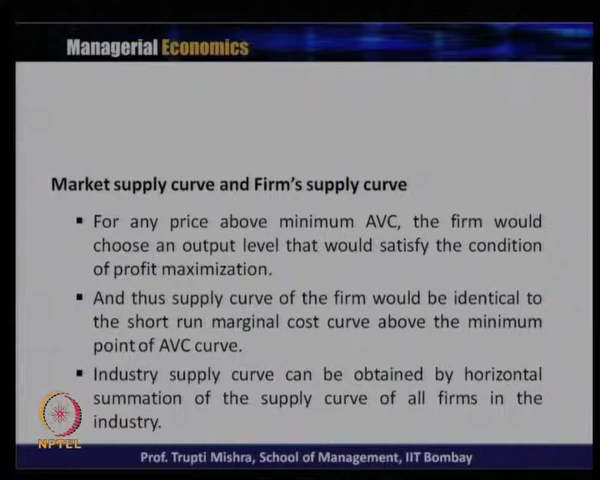 Managerial Economics
Market supply curve and Firm's supply curve
▪ For any price above minimum AVC, the firm would
choose an output level that would satisfy the condition
of profit maximization.
▪ And thus supply curve of the firm would be identical to
the short run marginal cost curve above the minimum
point of AVC curve.
▪ Industry supply curve can be obtained by horizontal
summation of the supply curve of all firms in the
industry.
NPTEL
Prof. Trupti Mishra, School of Management, IIT Bombay